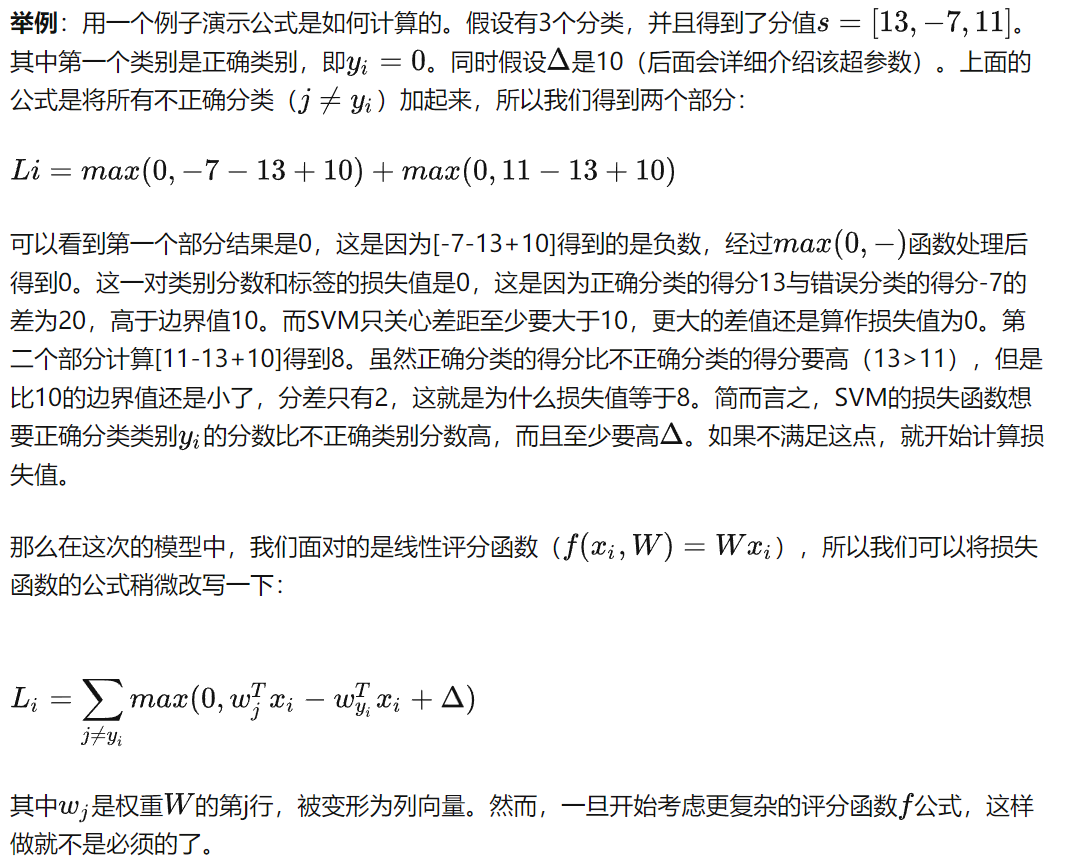 举例：用一个例子演示公式是如何计算的。假设有3个分类，并且得到了分值s = [13, −7, 11]。
其中第一个类别是正确类别，即y_i = 0。同时假设Δ是10（后面会详细介绍该超参数）。上面的
公式是将所有不正确分类（j ≠ y_i）加起来，所以我们得到两个部分：
Li = max(0, −7 − 13 + 10) + max(0, 11 − 13 + 10)
可以看到第一个部分结果是0，这是因为[-7-13+10]得到的是负数，经过max(0, −)函数处理后
得到0。这一对类别分数和标签的损失值是0，这是因为正确分类的得分13与错误分类的得分-7的
差为20，高于边界值10。而SVM只关心差距至少要大于10，更大的差值还是算作损失值为0。第
二个部分计算[11-13+10]得到8。虽然正确分类的得分比不正确分类的得分要高（13>11），但是
比10的边界值还是小了，分差只有2，这就是为什么损失值等于8。简而言之，SVM的损失函数想
要正确分类类别y_i的分数比不正确类别分数高，而且至少要高Δ。如果不满足这点，就开始计算损
失值。
那么在这次的模型中，我们面对的是线性评分函数（f(x_i, W) = Wx_i），所以我们可以将损失
函数的公式稍微改写一下：
L_i = ∑_{j≠y_i} max(0, w_j^T x_i − w_{y_i}^T x_i + Δ)
其中w_j是权重W的第j行，被变形为列向量。然而，一旦开始考虑更复杂的评分函数f公式，这样
做就不是必须的了。